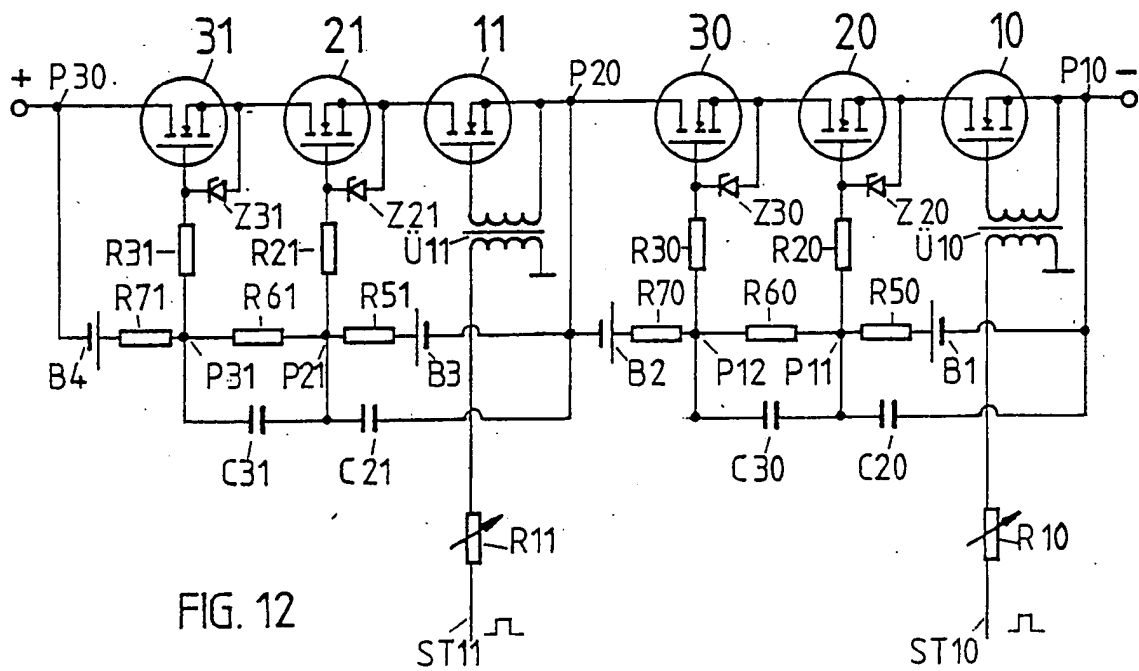 31 21 11 30 20 10
+ P30 P20 P10 −
Z31 Z21 Z30 Z20
R31 R21 Ü11 R30 R20 Ü10
R71 R61 R51 R70 R60 R50
B4 P31 P21 B3 B2 P12 P11 B1
C31 C21 C30 C20
R11 R10
FIG. 12
ST11 ST10